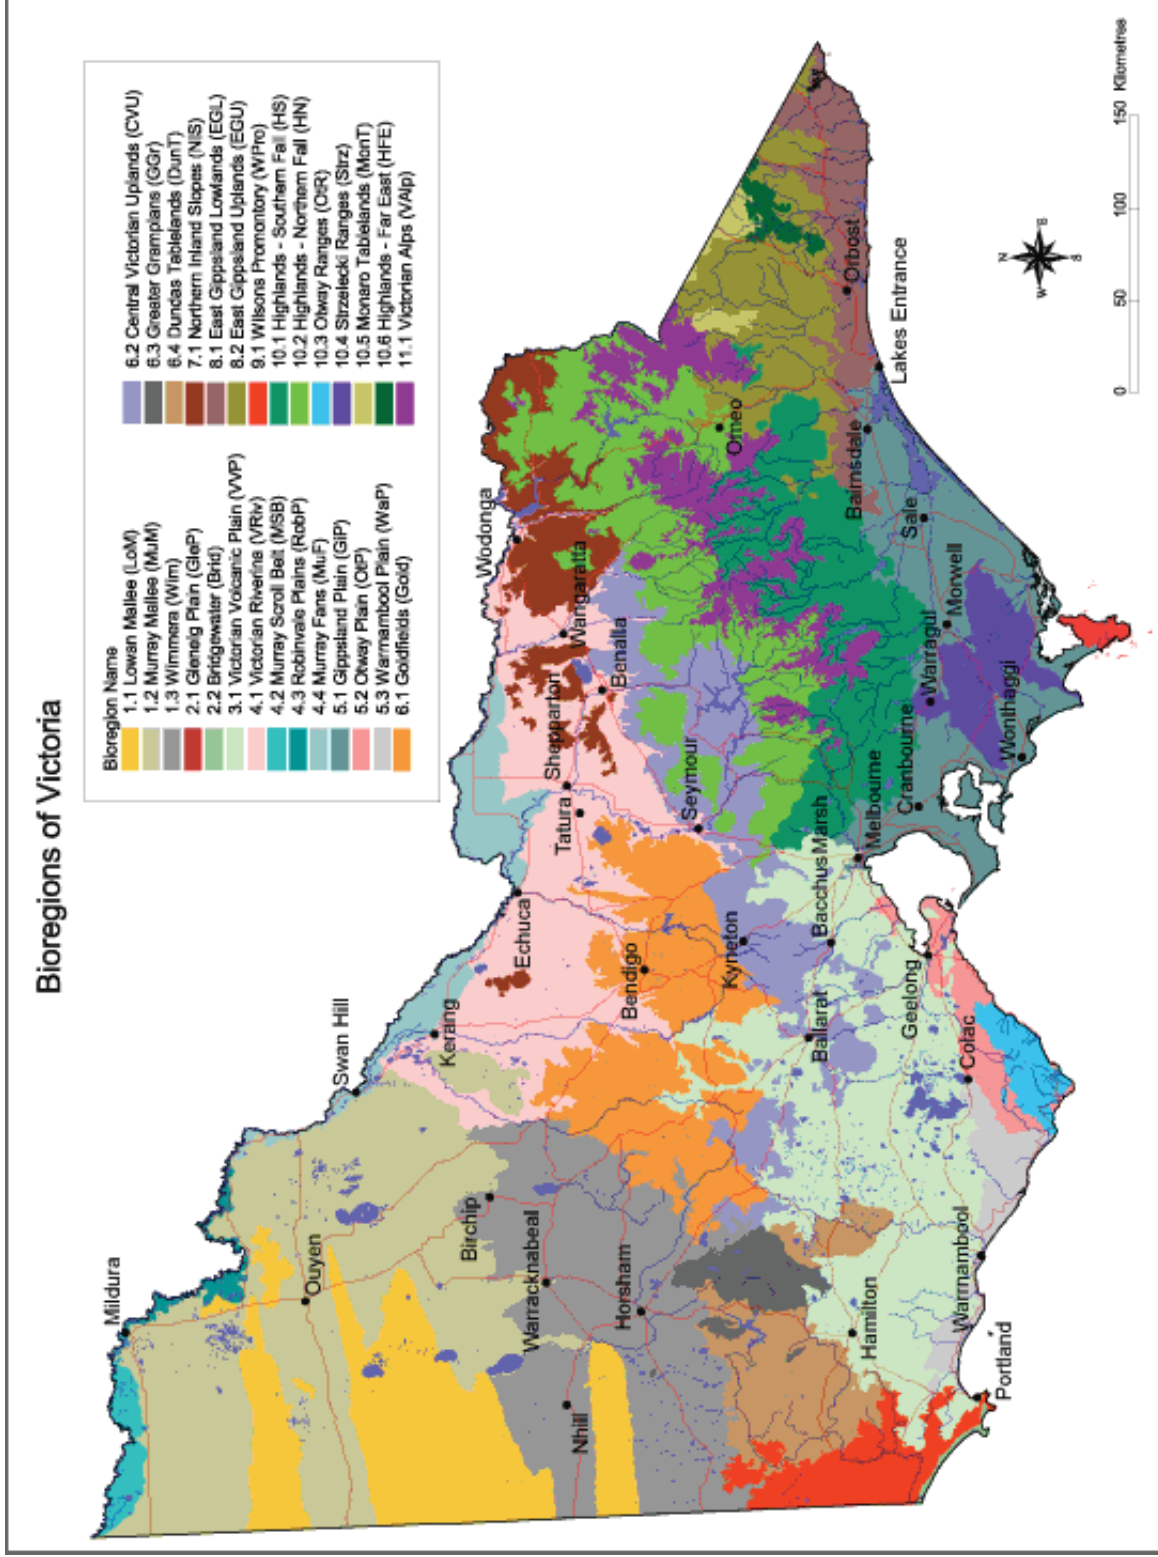 Bioregions of Victoria
Bioregion Name
1.1 Lowan Mallee (LoM)
1.2 Murray Mallee (MuM)
1.3 Wimmera (Wim)
2.1 Glenelg Plain (GleP)
2.2 Bridgewater (Brid)
3.1 Victorian Volcanic Plain (VVP)
4.1 Victorian Riverina (VRiv)
4.2 Murray Scroll Belt (MSB)
4.3 Robinvale Plains (RobP)
4.4 Murray Fans (MuF)
5.1 Gippsland Plain (GiP)
5.2 Otway Plain (OtP)
5.3 Warrnambool Plain (WaP)
6.1 Goldfields (Gold)
6.2 Central Victorian Uplands (CVU)
6.3 Greater Grampians (GGr)
6.4 Dundas Tablelands (DunT)
7.1 Northern Inland Slopes (NIS)
8.1 East Gippsland Lowlands (EGL)
8.2 East Gippsland Uplands (EGU)
9.1 Wilsons Promontory (WPro)
10.1 Highlands - Southern Fall (HS)
10.2 Highlands - Northern Fall (HN)
10.3 Otway Ranges (OtR)
10.4 Strzelecki Ranges (Strz)
10.5 Monaro Tablelands (MonT)
10.6 Highlands - Far East (HFE)
11.1 Victorian Alps (VAlp)
Mildura
Ouyen
Swan Hill
Kerang
Birchip
Echuca
Wodonga
Warracknabeal
Nhill
Tatura
Shepparton
Wangaratta
Benalla
Horsham
Bendigo
Seymour
Omeo
Kyneton
Ballarat
Bacchus Marsh
Melbourne
Hamilton
Bairnsdale
Orbost
Geelong
Cranbourne
Warragul
Morwell
Sale
Lakes Entrance
Colac
Warrnambool
Portland
Wonthaggi
N
W
S
0 50 100 150 Kilometres